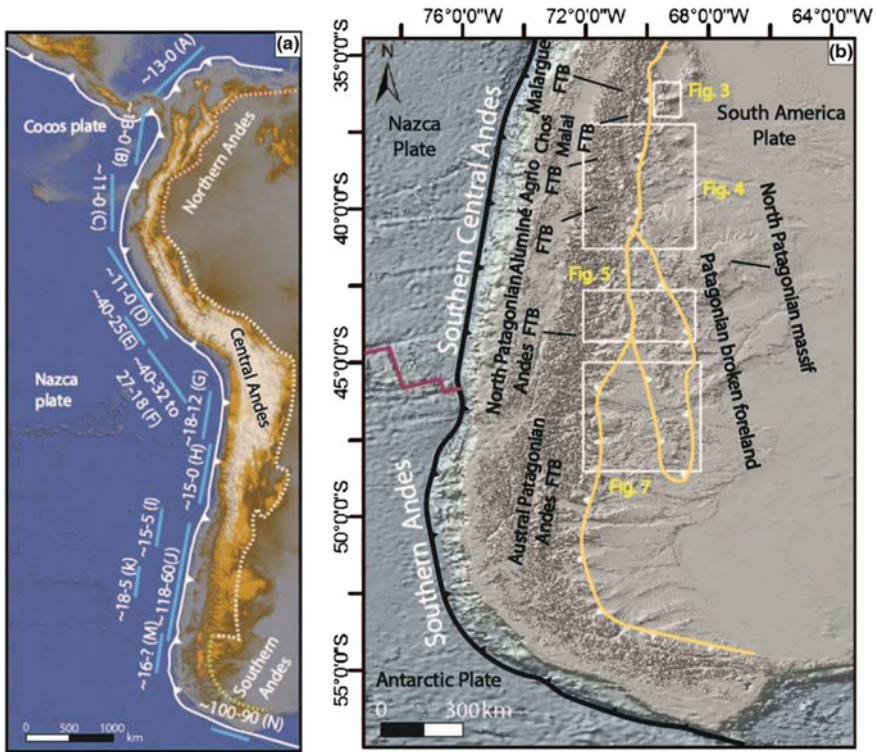 (a)
~13-0 (A)
Cocos plate
~13-0 (B)
~11-0 (C)
Northern Andes
~11-0 (D)
~40-25(E)
~40-32 to
27-18 (F)
Central Andes
Nazca
plate
~18-12 (G)
~15-0 (H)
~15-5 (I)
~18-5 (k)
~118-60(J)
~16-? (M)
Southern
Andes
~100-90 (N)
0 500 1000
km
76°0'0"W 72°0'0"W 68°0'0"W 64°0'0"W
(b)
35°0'0"S
40°0'0"S
45°0'0"S
50°0'0"S
55°0'0"S
N
Nazca
Plate
Malargue
FTB
Fig. 3
South America
Plate
Southern Central Andes
Chos
Malal
FTB
Agrio
FTB
Fig. 4
Aluminé
FTB
North Patagonian massif
Fig. 5
Patagonian broken foreland
North Patagonian
Andes FTB
Austral Patagonian
Andes FTB
Fig. 7
Southern Andes
Antarctic Plate
0 300 km